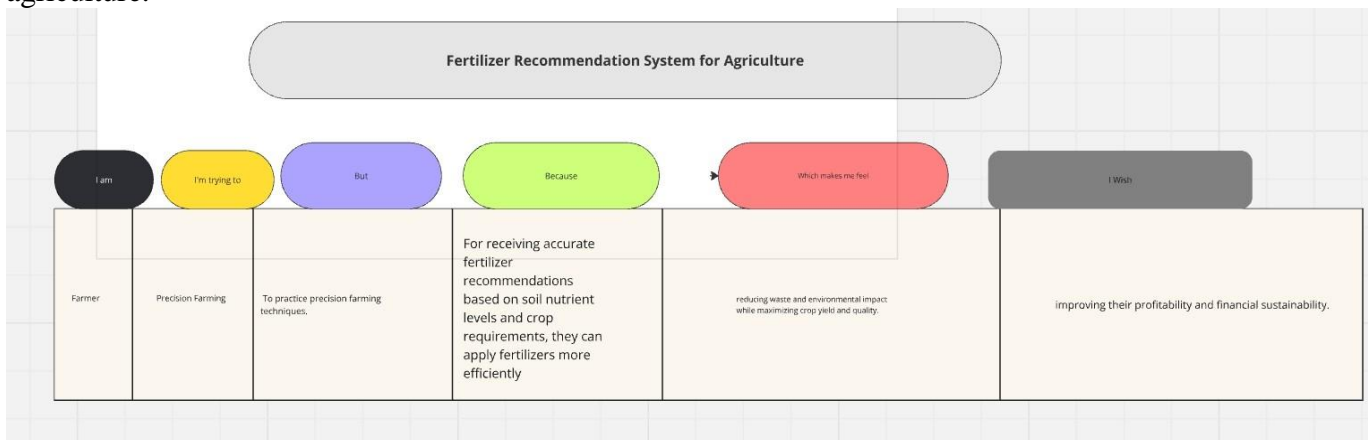 agriculture.
Fertilizer Recommendation System for Agriculture
I am
I'm trying to
But
Because
Which makes me feel
I Wish
Farmer
Precision Farming
To practice precision farming
techniques.
For receiving accurate
fertilizer
recommendations
based on soil nutrient
levels and crop
requirements, they can
apply fertilizers more
efficiently
reducing waste and environmental impact
while maximizing crop yield and quality.
improving their profitability and financial sustainability.